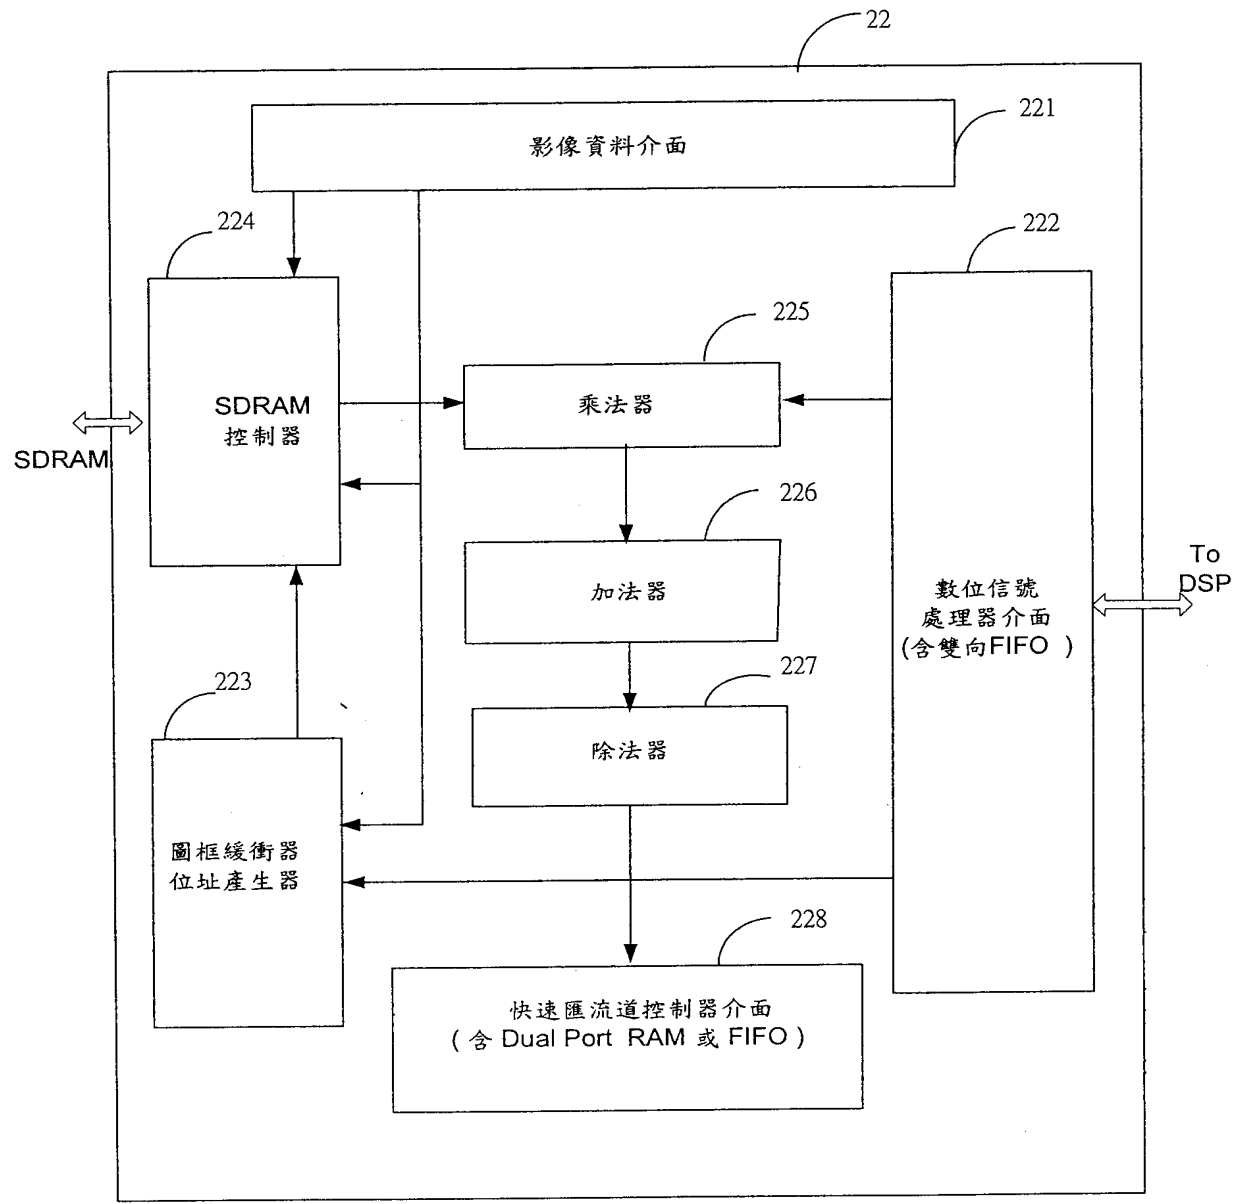 22
221
影像資料介面
224
222
225
SDRAM
控制器
乘法器
SDRAM
226
加法器
To
DSP
數位信號
處理器介面
(含雙向FIFO )
223
227
除法器
圖框緩衝器
位址產生器
228
快速匯流道控制器介面
( 含 Dual Port RAM 或 FIFO )